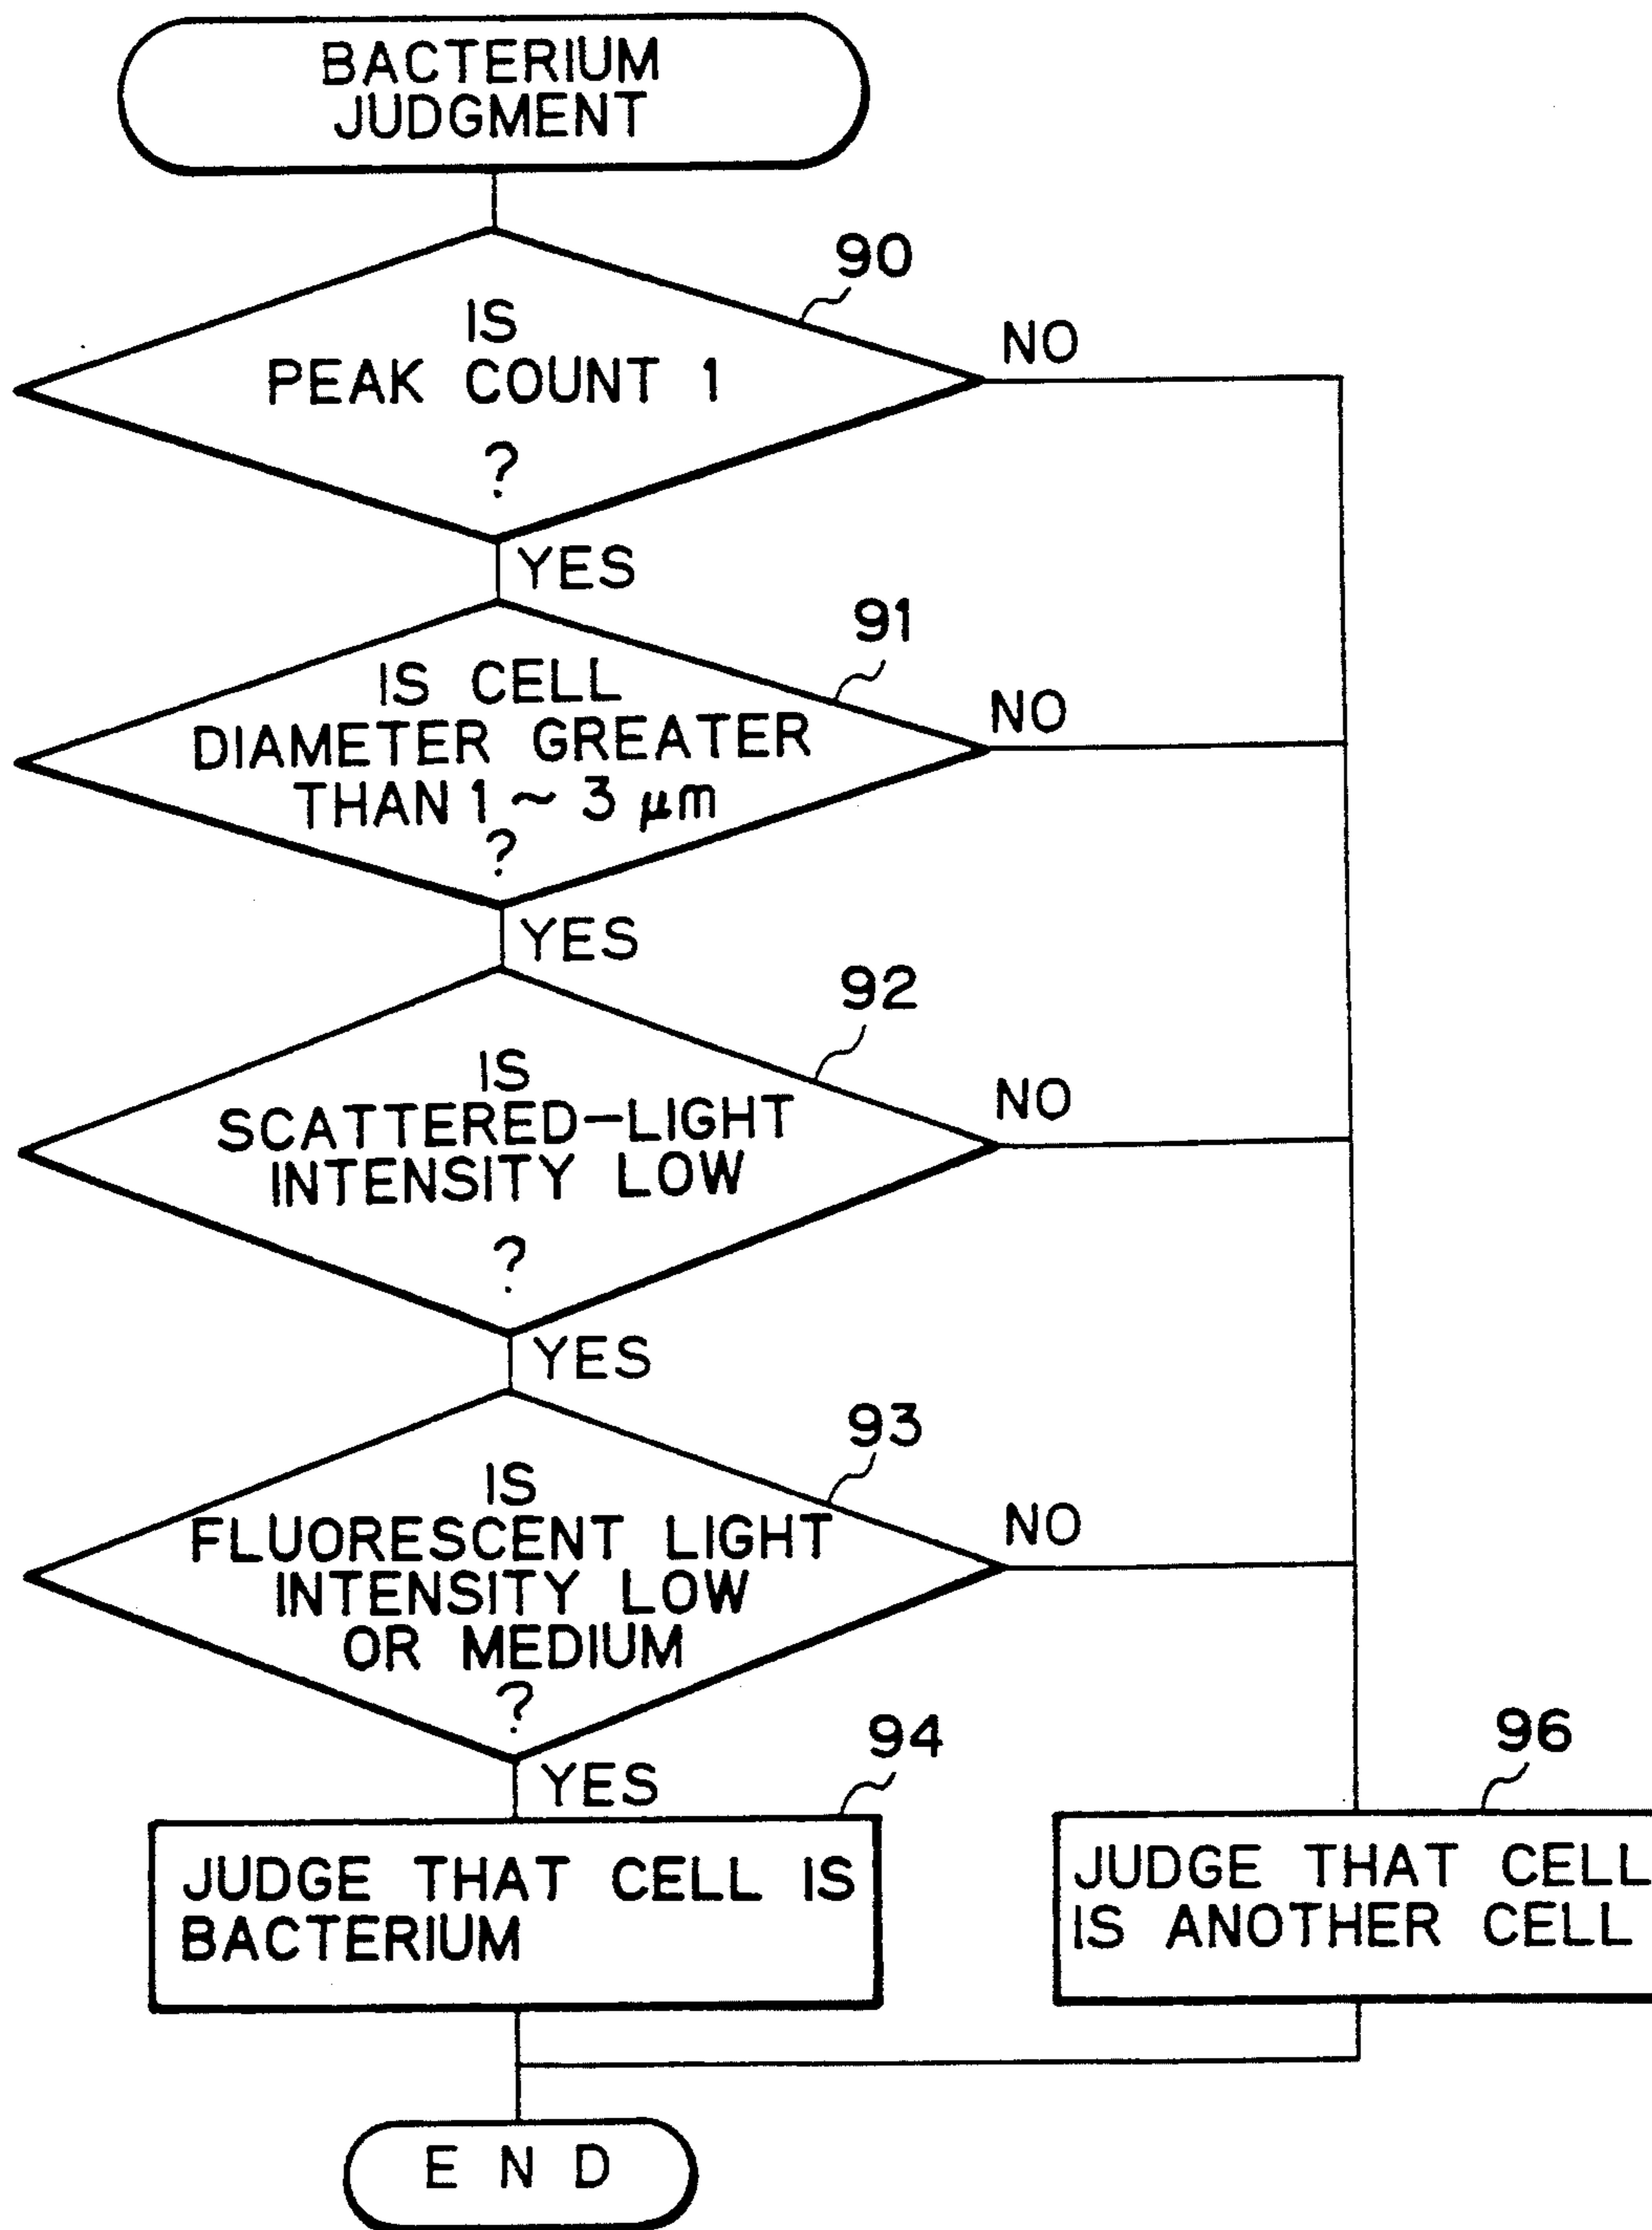 BACTERIUM
JUDGMENT
90
IS
PEAK COUNT 1
?
NO
YES
91
IS CELL
DIAMETER GREATER
THAN 1 ~ 3 μm
?
NO
YES
92
IS
SCATTERED-LIGHT
INTENSITY LOW
?
NO
YES
93
IS
FLUORESCENT LIGHT
INTENSITY LOW
OR MEDIUM
?
NO
YES
94
JUDGE THAT CELL IS
BACTERIUM
96
JUDGE THAT CELL
IS ANOTHER CELL
END